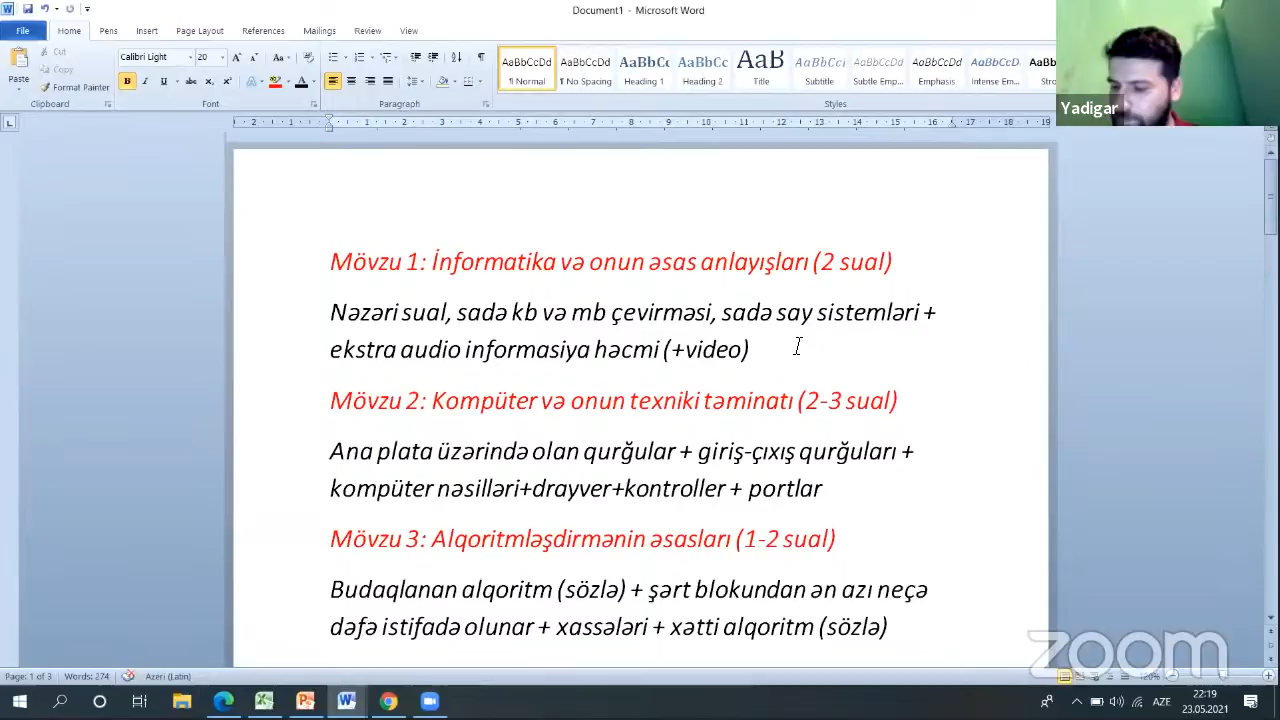 Document1 - Microsoft Word
File Home Pens Insert Page Layout References Mailings Review View
Paste Cut Copy Format Painter
Calibri Light 20
AaBbCcDd AaBbCcDd AaBbCc AaBbCc AaB AaBbCcI AaBbCcDd AaBbCcDd AaBbCcDd
¶ Normal ¶ No Spacing Heading 1 Heading 2 Title Subtitle Subtle Emp... Emphasis Intense Em...
Clipboard Font Paragraph Styles
Yadigar
Mövzu 1: İnformatika və onun əsas anlayışları (2 sual)
Nəzəri sual, sadə kb və mb çevirməsi, sadə say sistemləri +
ekstra audio informasiya həcmi (+video)
Mövzu 2: Kompüter və onun texniki təminatı (2-3 sual)
Ana plata üzərində olan qurğular + giriş-çıxış qurğuları +
kompüter nəsilləri+drayver+kontroller + portlar
Mövzu 3: Alqoritmləşdirmənin əsasları (1-2 sual)
Budaqlanan alqoritm (sözlə) + şərt blokundan ən azı neçə
dəfə istifadə olunar + xassələri + xətti alqoritm (sözlə)
zoom
Page: 1 of 3 Words: 274 Azeri (Latin) 120%
AZE 22:19
23.05.2021